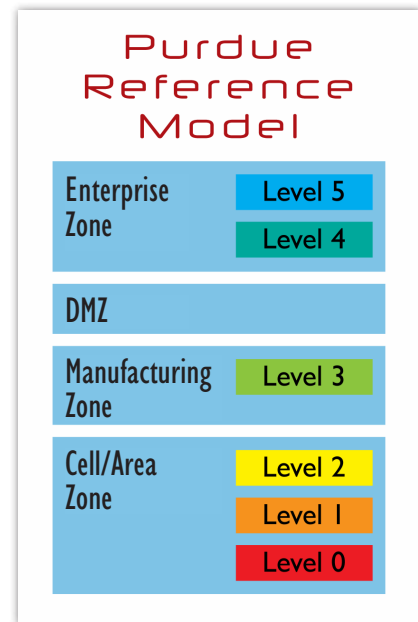 Purdue
Reference
Model
Enterprise
Zone
Level 5
Level 4
DMZ
Manufacturing
Zone
Level 3
Cell/Area
Zone
Level 2
Level 1
Level 0